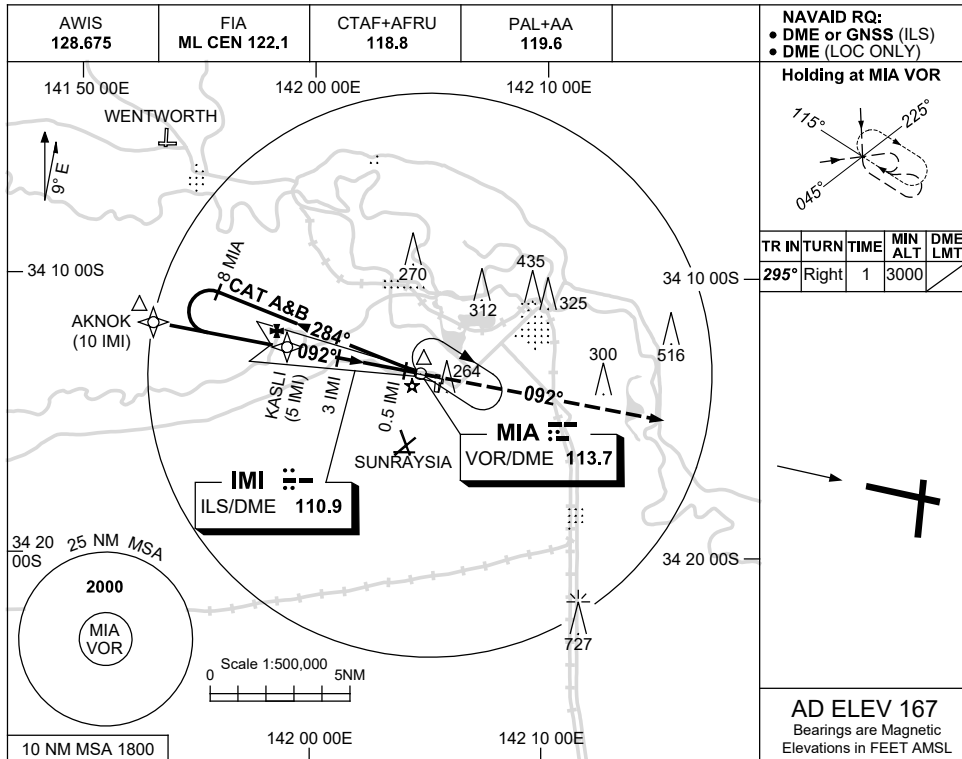 AWIS
128.675
FIA
ML CEN 122.1
CTAF+AFRU
118.8
PAL+AA
119.6
NAVAID RQ:
• DME or GNSS (ILS)
• DME (LOC ONLY)
Holding at MIA VOR
115°
225°
045°
TR IN TURN TIME MIN ALT DME LMT
295° Right 1 3000
141 50 00E
142 00 00E
142 10 00E
WENTWORTH
9° E
34 10 00S
34 10 00S
8 MIA
CAT A&B
284°
270
435
312
325
516
300
264
AKNOK
(10 IMI)
092°
KASLI
(5 IMI)
3 IMI
0.5 IMI
092°
SUNRAYSIA
MIA
VOR/DME 113.7
IMI
ILS/DME 110.9
34 20
00S
25 NM MSA
2000
MIA
VOR
34 20 00S
727
Scale 1:500,000
0 5NM
10 NM MSA 1800
142 00 00E
142 10 00E
AD ELEV 167
Bearings are Magnetic
Elevations in FEET AMSL